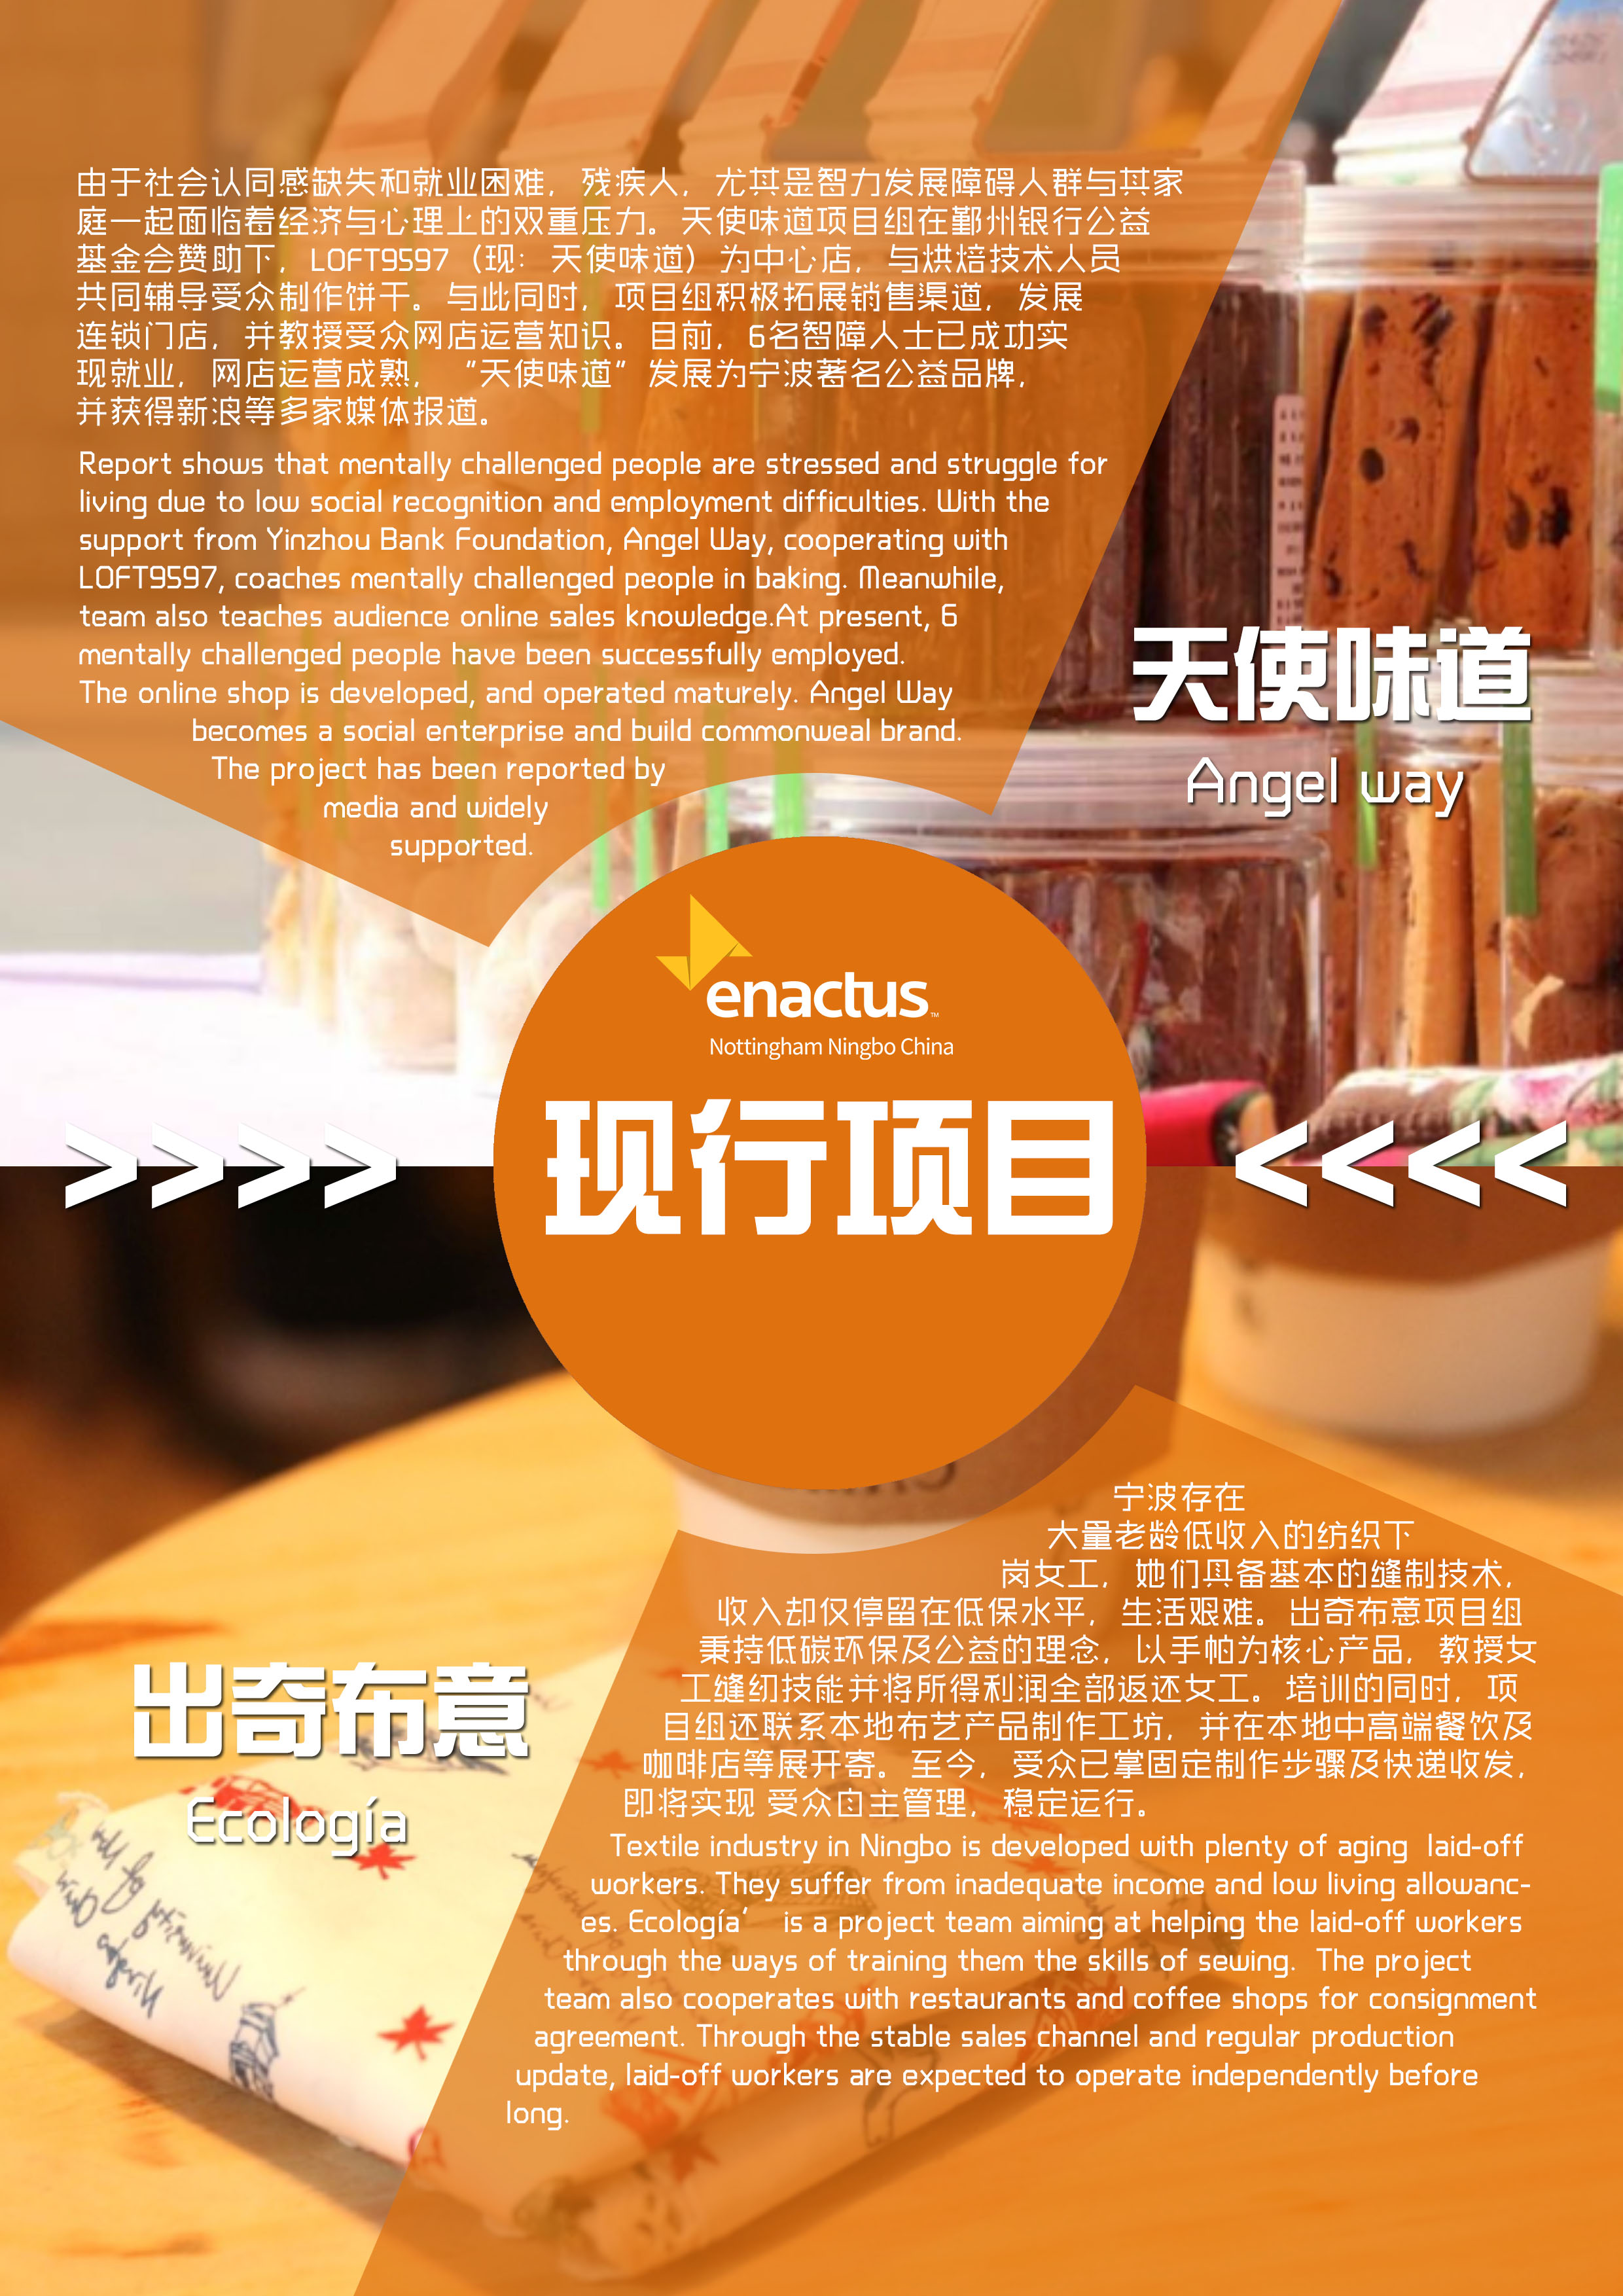 由于社会认同感缺失和就业困难，残疾人，尤其是智力发展障碍人群与其家
庭一起面临着经济与心理上的双重压力。天使味道项目组在鄞州银行公益
基金会赞助下，LOFT9597（现：天使味道）为中心店，与烘焙技术人员
共同辅导受众制作饼干。与此同时，项目组积极拓展销售渠道，发展
连锁门店，并教授受众网店运营知识。目前，6名智障人士已成功实
现就业，网店运营成熟，“天使味道”发展为宁波著名公益品牌，
并获得新浪等多家媒体报道。
Report shows that mentally challenged people are stressed and struggle for
living due to low social recognition and employment difficulties. With the
support from Yinzhou Bank Foundation, Angel Way, cooperating with
LOFT9597, coaches mentally challenged people in baking. Meanwhile,
team also teaches audience online sales knowledge.At present, 6
mentally challenged people have been successfully employed.
The online shop is developed, and operated maturely. Angel Way
becomes a social enterprise and build commonweal brand.
The project has been reported by
media and widely
supported.
天使味道
Angel way
enactus™
Nottingham Ningbo China
>>>>
现行项目
<<<<
宁波存在
大量老龄低收入的纺织下
岗女工，她们具备基本的缝制技术，
收入却仅停留在低保水平，生活艰难。出奇布意项目组
秉持低碳环保及公益的理念，以手帕为核心产品，教授女
工缝纫技能并将所得利润全部返还女工。培训的同时，项
目组还联系本地布艺产品制作工坊，并在本地中高端餐饮及
咖啡店等展开寄。至今，受众已掌固定制作步骤及快递收发，
即将实现 受众自主管理，稳定运行。
出奇布意
Ecología
Textile industry in Ningbo is developed with plenty of aging laid-off
workers. They suffer from inadequate income and low living allowanc-
es. Ecología’ is a project team aiming at helping the laid-off workers
through the ways of training them the skills of sewing. The project
team also cooperates with restaurants and coffee shops for consignment
agreement. Through the stable sales channel and regular production
update, laid-off workers are expected to operate independently before
long.